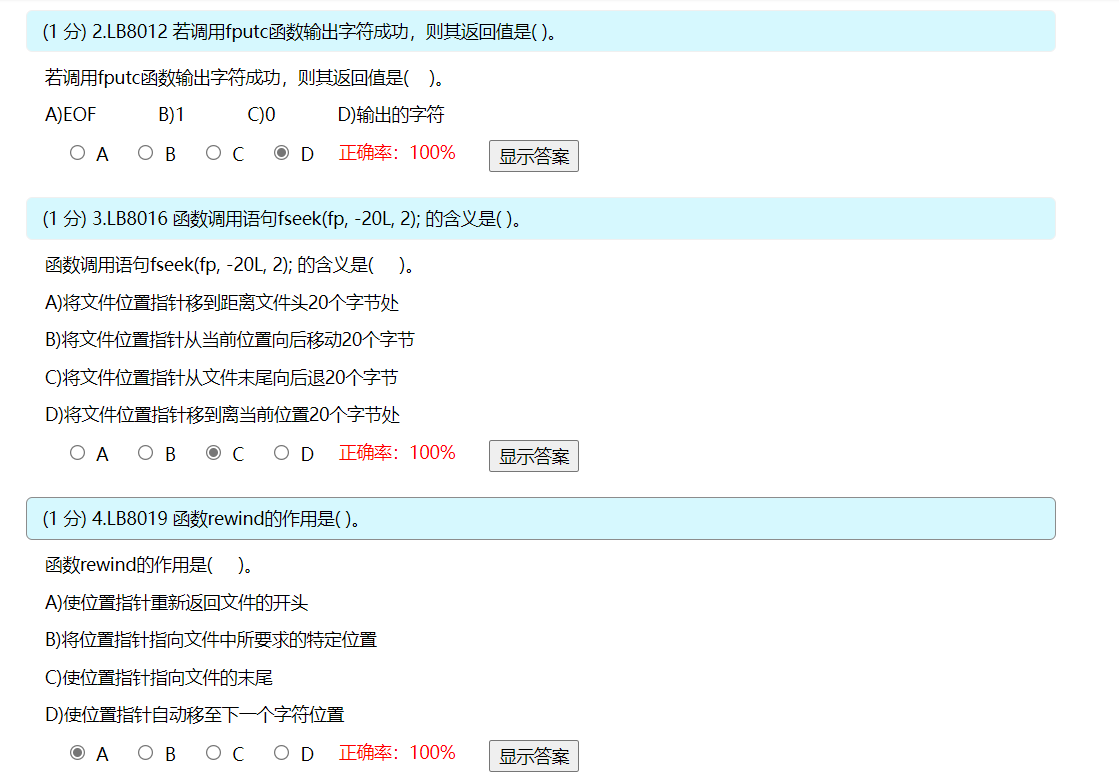 (1 分) 2.LB8012 若调用fputc函数输出字符成功，则其返回值是( )。
若调用fputc函数输出字符成功，则其返回值是( )。
A)EOF B)1 C)0 D)输出的字符
A B C D 正确率：100% 显示答案
(1 分) 3.LB8016 函数调用语句fseek(fp, -20L, 2); 的含义是( )。
函数调用语句fseek(fp, -20L, 2); 的含义是( )。
A)将文件位置指针移到距离文件头20个字节处
B)将文件位置指针从当前位置向后移动20个字节
C)将文件位置指针从文件末尾向后退20个字节
D)将文件位置指针移到离当前位置20个字节处
A B C D 正确率：100% 显示答案
(1 分) 4.LB8019 函数rewind的作用是( )。
函数rewind的作用是( )。
A)使位置指针重新返回文件的开头
B)将位置指针指向文件中所要求的特定位置
C)使位置指针指向文件的末尾
D)使位置指针自动移至下一个字符位置
A B C D 正确率：100% 显示答案